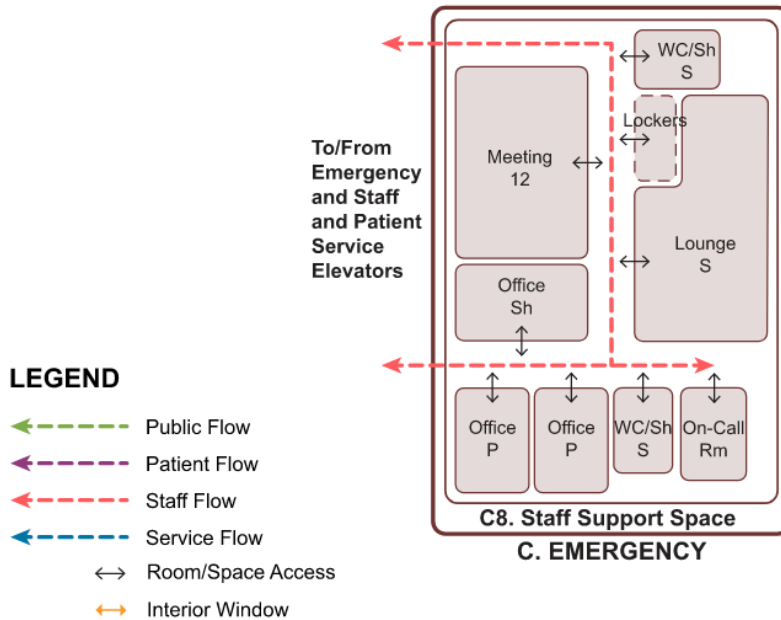 WC/Sh
S
Lockers
To/From
Emergency
and Staff
and Patient
Service
Elevators
Meeting
12
Lounge
S
Office
Sh
Office
P
Office
P
WC/Sh
S
On-Call
Rm
C8. Staff Support Space
C. EMERGENCY
LEGEND
Public Flow
Patient Flow
Staff Flow
Service Flow
Room/Space Access
Interior Window